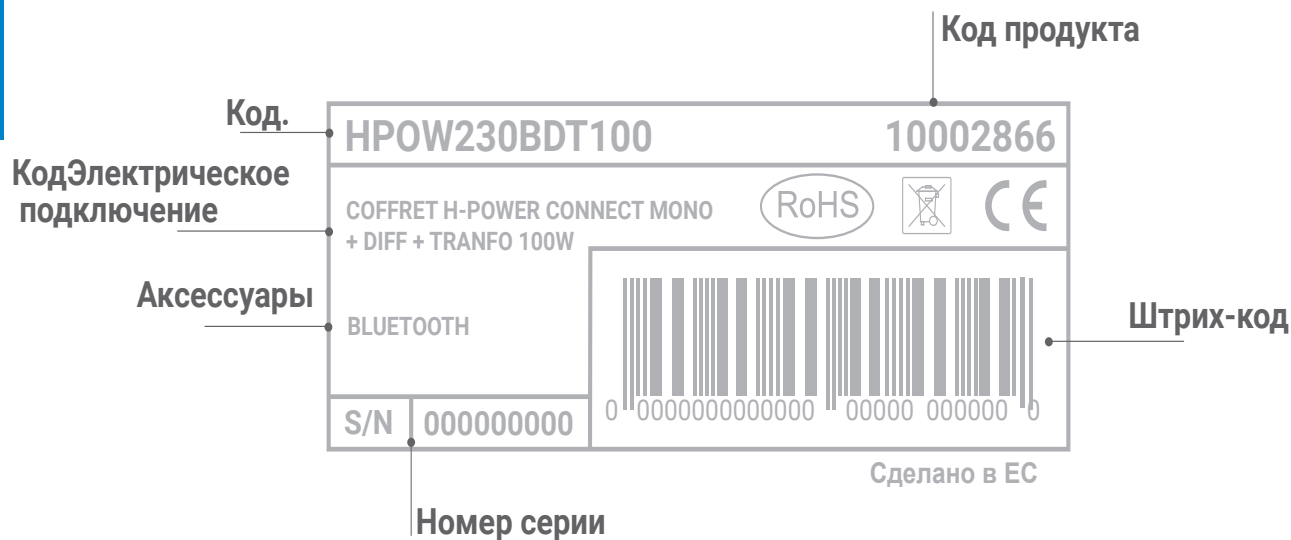 Код продукта
Код.
HPOW230BDT100 10002866
КодЭлектрическое
подключение
COFFRET H-POWER CONNECT MONO
+ DIFF + TRANFO 100W
RoHS
CE
Аксессуары
BLUETOOTH
Штрих-код
0 0000000000000 00000 000000 0
S/N 000000000
Сделано в ЕС
Номер серии